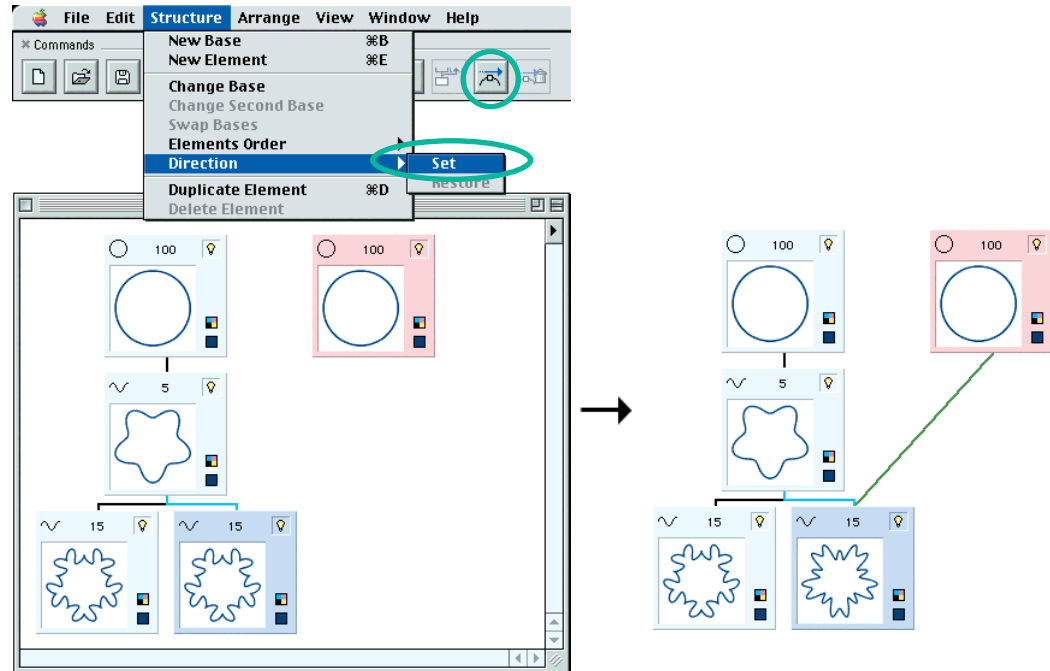 File Edit Structure Arrange View Window Help
Commands
New Base ⌘B
New Element ⌘E
Change Base
Change Second Base
Swap Bases
Elements Order
Direction
Set
Restore
Duplicate Element ⌘D
Delete Element
100 100
5
15 15
100 100
5
15 15